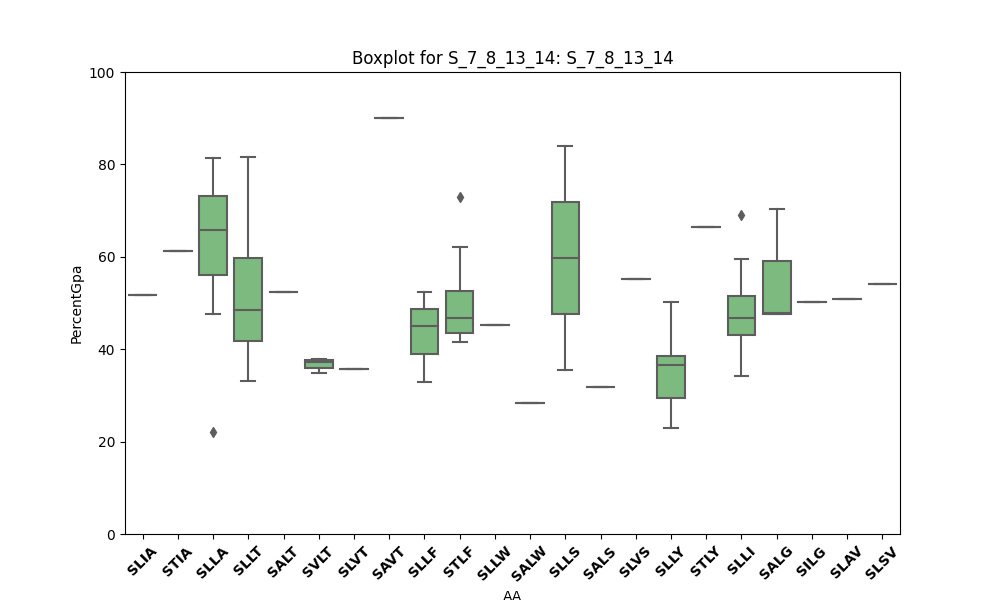 Boxplot for S_7_8_13_14: S_7_8_13_14
PercentGpa
100
80
60
40
20
0
SLIA STIA SLLA SLLT SALT SVLT SLVT SAVT SLLF STLF SLLW SALW SLLS SALS SLVS SLLY STLY SLLI SALG SILG SLAV SLSV
AA